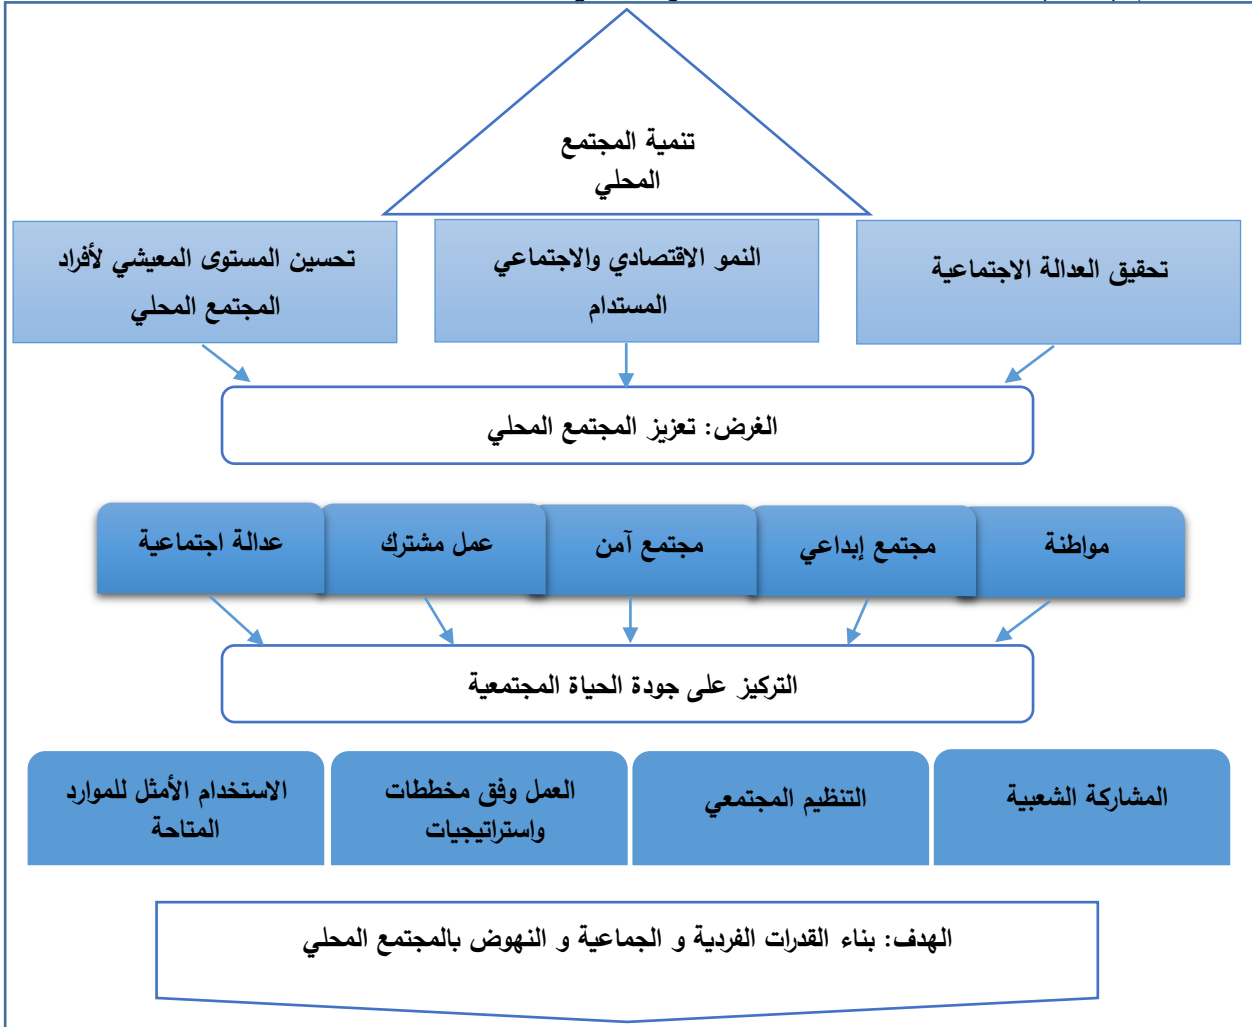 تنمية المجتمع
المحلي
تحقيق العدالة الاجتماعية
النمو الاقتصادي والاجتماعي
المستدام
تحسين المستوى المعيشي لأفراد
المجتمع المحلي
الغرض: تعزيز المجتمع المحلي
مواطنة
مجتمع إبداعي
مجتمع آمن
عمل مشترك
عدالة اجتماعية
التركيز على جودة الحياة المجتمعية
المشاركة الشعبية
التنظيم المجتمعي
العمل وفق مخططات
واستراتيجيات
الاستخدام الأمثل للموارد
المتاحة
الهدف: بناء القدرات الفردية و الجماعية و النهوض بالمجتمع المحلي